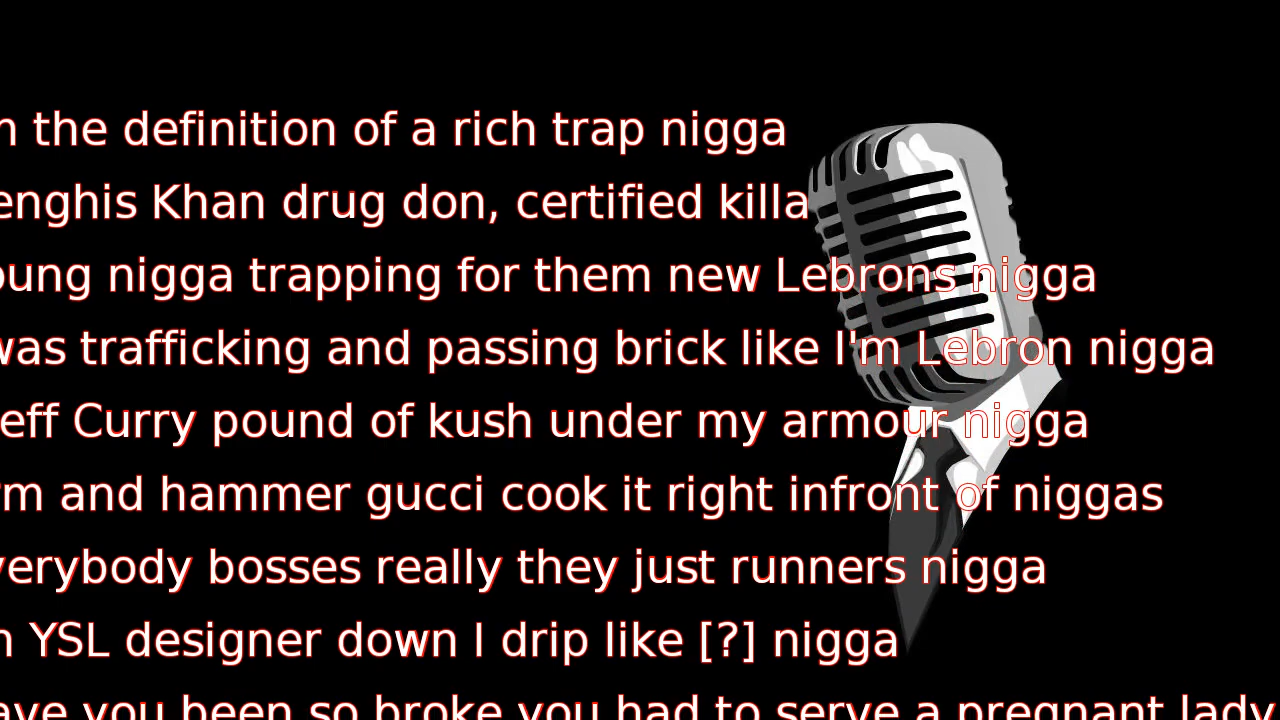 the definition of a rich trap nigga
enghis Khan drug don, certified killa
oung nigga trapping for them new Lebrons nigga
was trafficking and passing brick like I'm Lebron nigga
eff Curry pound of kush under my armour nigga
rm and hammer gucci cook it right infront of niggas
verybody bosses really they just runners nigga
YSL designer down I drip like [?] nigga
ave you been so broke you had to serve a pregnant lady